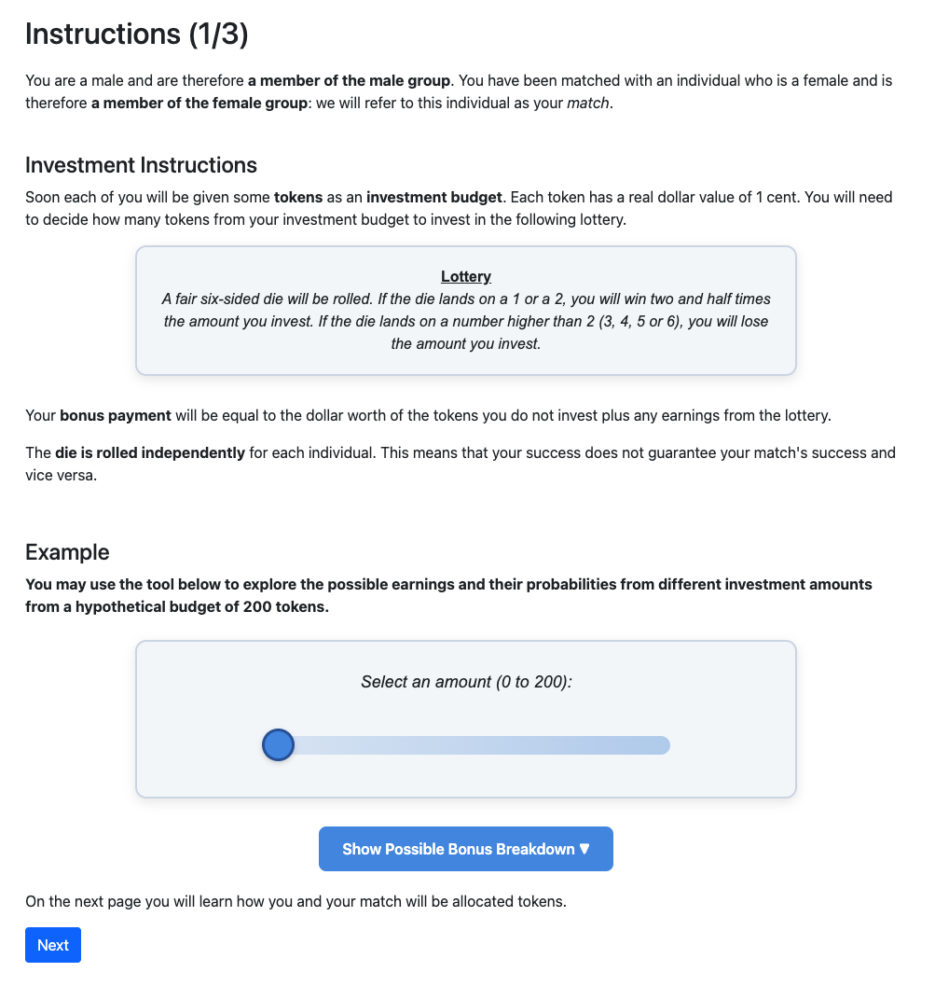 Instructions (1/3)
You are a male and are therefore a member of the male group. You have been matched with an individual who is a female and is
therefore a member of the female group: we will refer to this individual as your match.
Investment Instructions
Soon each of you will be given some tokens as an investment budget. Each token has a real dollar value of 1 cent. You will need
to decide how many tokens from your investment budget to invest in the following lottery.
Lottery
A fair six-sided die will be rolled. If the die lands on a 1 or a 2, you will win two and half times
the amount you invest. If the die lands on a number higher than 2 (3, 4, 5 or 6), you will lose
the amount you invest.
Your bonus payment will be equal to the dollar worth of the tokens you do not invest plus any earnings from the lottery.
The die is rolled independently for each individual. This means that your success does not guarantee your match's success and
vice versa.
Example
You may use the tool below to explore the possible earnings and their probabilities from different investment amounts
from a hypothetical budget of 200 tokens.
Select an amount (0 to 200):
Show Possible Bonus Breakdown ▼
On the next page you will learn how you and your match will be allocated tokens.
Next